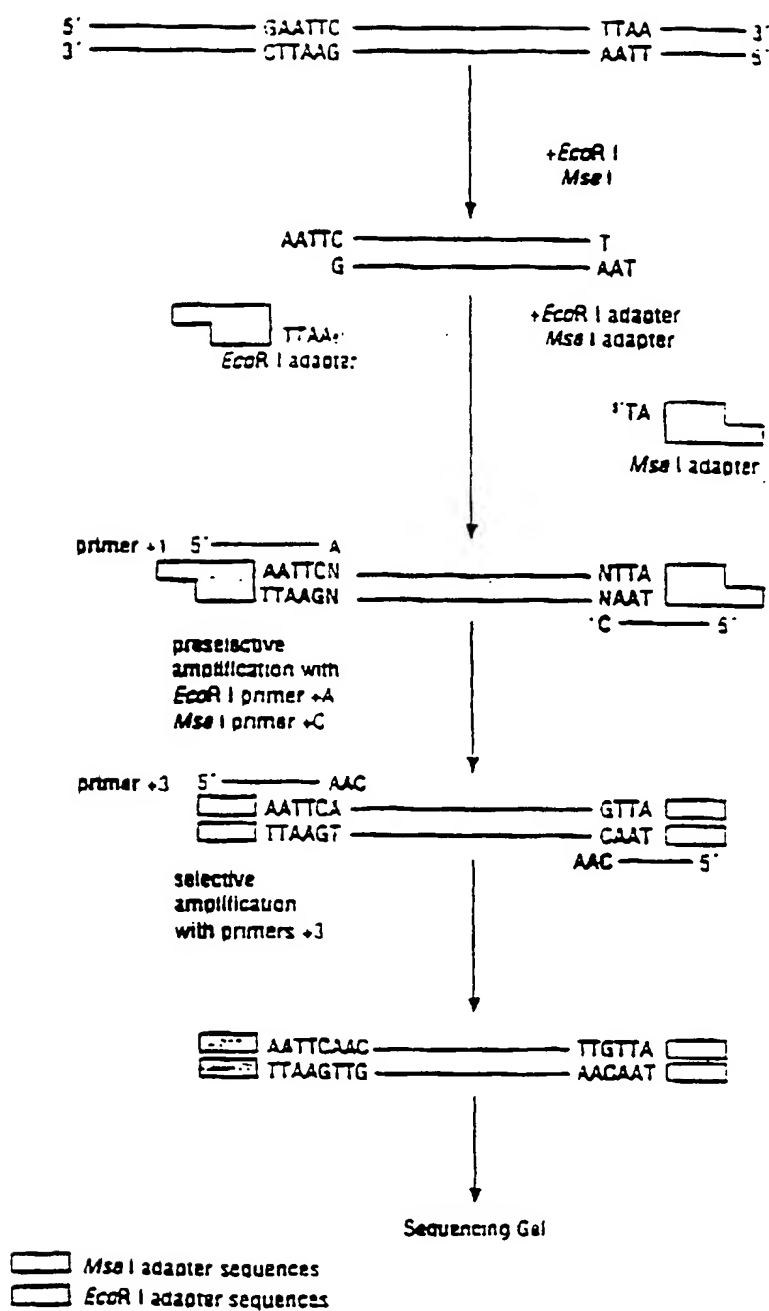 5' GAATTC TTAA 3'
3' CTTAAG AATT 5'
+EcoR I
Mse I
AATTC T
G AAT
+EcoR I adapter
Mse I adapter
TTAA
EcoR I adapter
5'TA
Mse I adapter
primer +1 5' A
AATTCN NTTA
TTAAGN NAAT
'C 5'
preselective
amplification with
EcoR I primer +A
Mse I primer +C
primer +3 5' AAC
AATTCA GTTA
TTAAGT CAAT
AAC 5'
selective
amplification
with primers +3
AATTCAAC TTGTTA
TTAAGTTG AACAAT
Sequencing Gel
Mse I adapter sequences
EcoR I adapter sequences